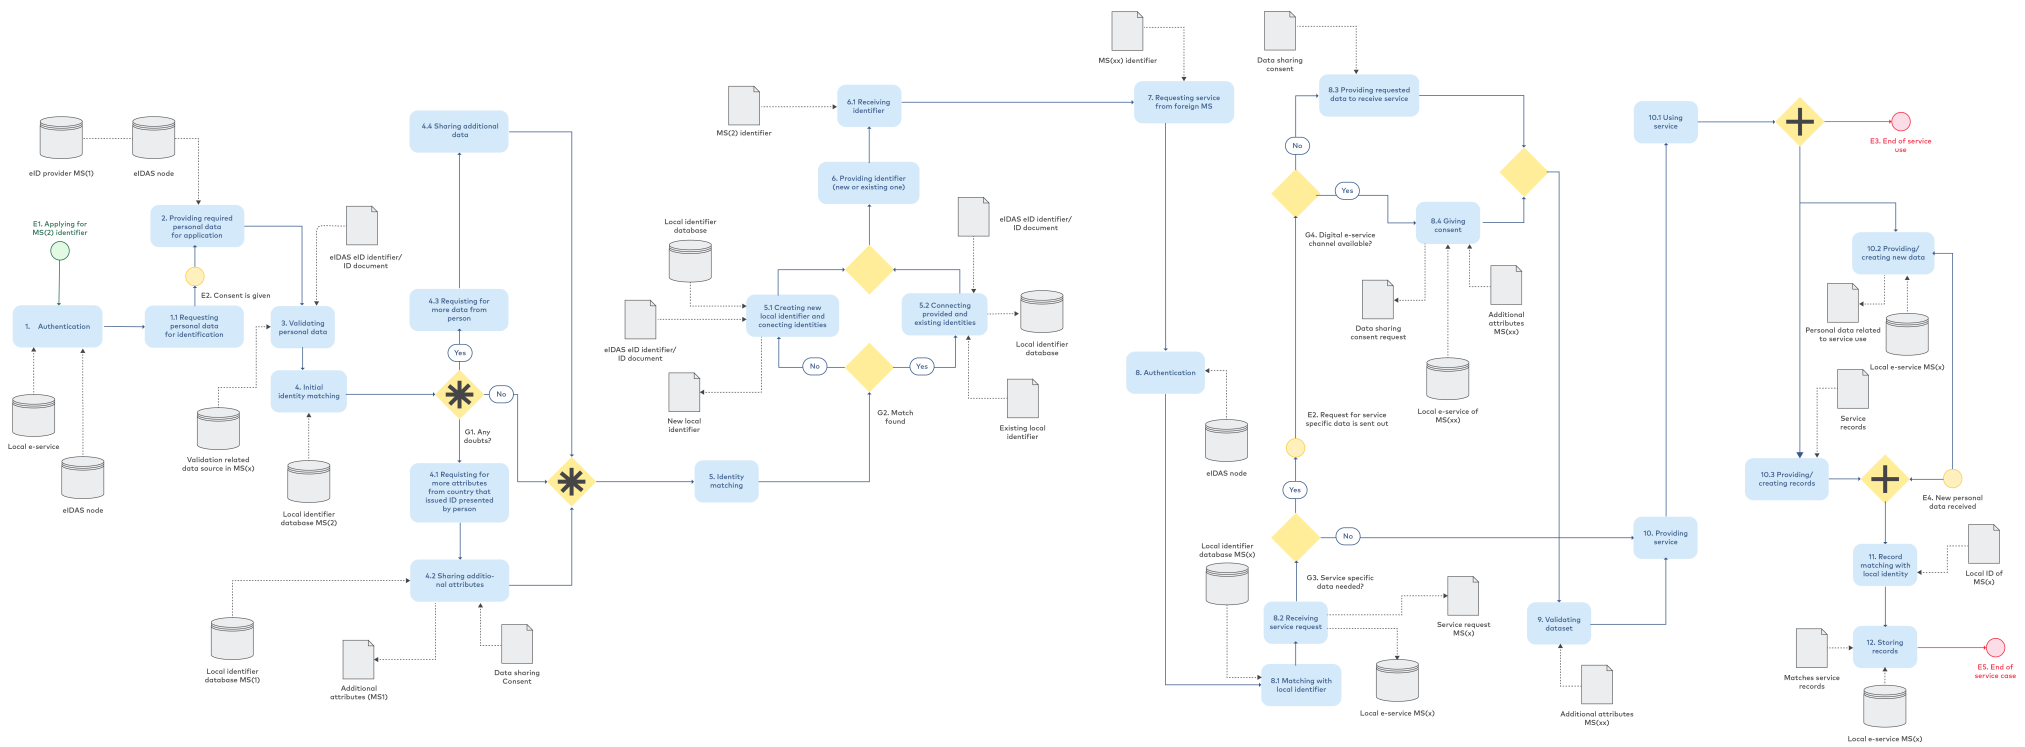 eID provider MS(1)
eIDAS node
E1. Applying for
MS(2) identifier
2. Providing required
personal data
for application
eIDAS eID identifier/
ID document
E2. Consent is given
1. Authentication
1.1 Requesting
personal data
for identification
3. Validating
personal data
Local e-service
eIDAS node
Validation related
data source in MS(x)
4. Initial
identity matching
Local identifier
database MS(2)
4.4 Sharing additional
data
4.3 Requisting for
more data from
person
Yes
No
G1. Any
doubts?
4.1 Requisting for
more attributes
from country that
issued ID presented
by person
4.2 Sharing additio-
nal attributes
Local identifier
database MS(1)
Additional
attributes (MS1)
Data sharing
Consent
5. Identity
matching
MS(2) identifier
6.1 Receiving
identifier
6. Providing identifier
(new or existing one)
Local identifier
database
eIDAS eID identifier/
ID document
5.1 Creating new
local identifier and
conecting identities
5.2 Connecting
provided and
existing identities
Local identifier
database
eIDAS eID identifier/
ID document
No
Yes
New local
identifier
G2. Match
found
Existing local
identifier
MS(xx) identifier
7. Requesting service
from foreign MS
8. Authentication
eIDAS node
Data sharing
consent
8.3 Providing requested
data to receive service
No
Yes
G4. Digital e-service
channel available?
8.4 Giving
consent
Data sharing
consent request
Additional
attributes
MS(xx)
Local e-service of
MS(xx)
E2. Request for service
specific data is sent out
Yes
No
G3. Service specific
data needed?
Local identifier
database MS(x)
8.2 Receiving
service request
8.1 Matching with
local identifier
Service request
MS(x)
Local e-service MS(x)
9. Validating
dataset
Additional attributes
MS(xx)
10. Providing
service
10.1 Using
service
E3. End of service
use
10.2 Providing/
creating new data
Personal data related
to service use
Local e-service MS(x)
Service
records
10.3 Providing/
creating records
E4. New personal
data received
11. Record
matching with
local identity
Local ID of
MS(x)
12. Storing
records
Matches service
records
E5. End of
service case
Local e-service MS(x)